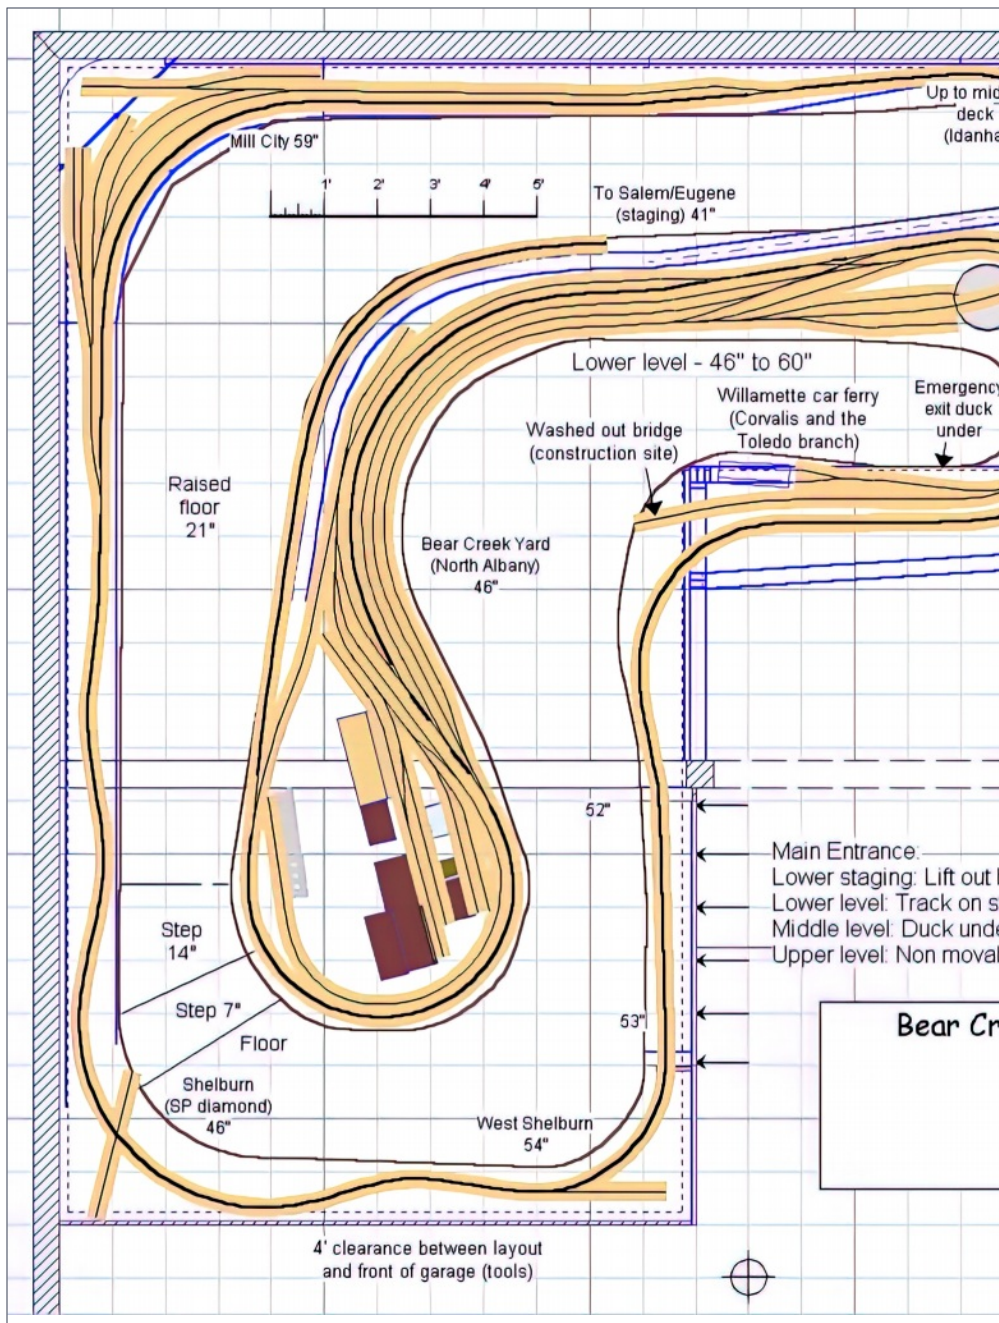 Up to mid
deck
(Idanha
Mill City 59"
1' 2' 3' 4' 5'
To Salem/Eugene
(staging) 41"
Lower level - 46" to 60"
Willamette car ferry
(Corvalis and the
Toledo branch)
Emergency
exit duck
under
Washed out bridge
(construction site)
Raised
floor
21"
Bear Creek Yard
(North Albany)
46"
52"
Main Entrance:
Lower staging: Lift out
Lower level: Track on s
Middle level: Duck unde
Upper level: Non moval
Step
14"
Step 7"
Floor
53"
Bear Cr
Shelburn
(SP diamond)
46"
West Shelburn
54"
4' clearance between layout
and front of garage (tools)